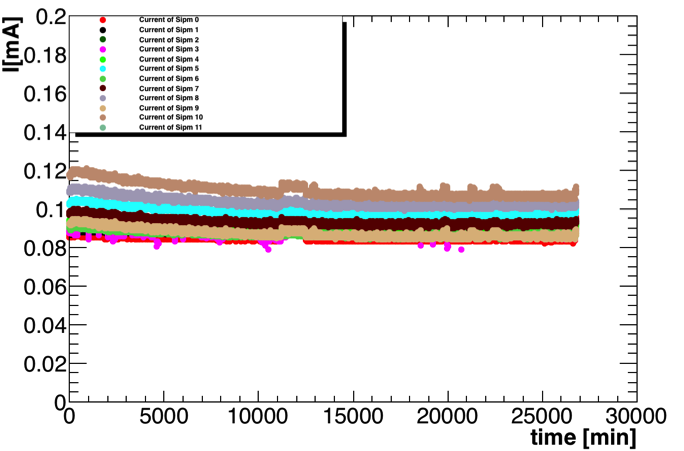 I[mA]
0.2
0.18
0.16
0.14
0.12
0.1
0.08
0.06
0.04
0.02
0
Current of Sipm 0
Current of Sipm 1
Current of Sipm 2
Current of Sipm 3
Current of Sipm 4
Current of Sipm 5
Current of Sipm 6
Current of Sipm 7
Current of Sipm 8
Current of Sipm 9
Current of Sipm 10
Current of Sipm 11
0 5000 10000 15000 20000 25000 30000
time [min]